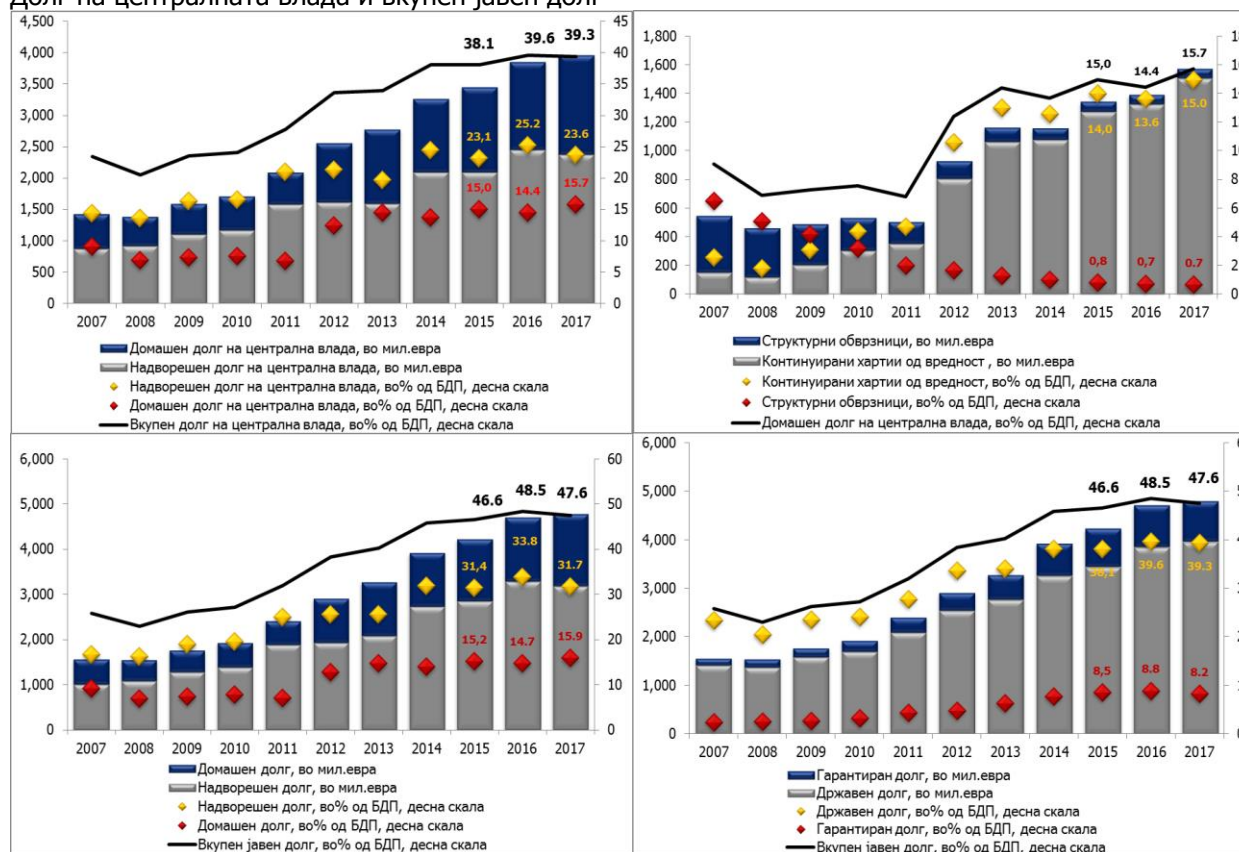 Долг на централната влада и вкупен јавен долг
4,500
4,000
3,500
3,000
2,500
2,000
1,500
1,000
500
0
45
40
35
30
25
20
15
10
5
0
38.1 39.6 39.3
23,1 25.2 23.6
15,0 14.4 15.7
2007 2008 2009 2010 2011 2012 2013 2014 2015 2016 2017
Домашен долг на централна влада, во мил.евра
Надворешен долг на централна влада, во мил.евра
Надворешен долг на централна влада, во% од БДП, десна скала
Домашен долг на централна влада, во% од БДП, десна скала
Вкупен долг на централна влада, во% од БДП, десна скала
1,800
1,600
1,400
1,200
1,000
800
600
400
200
0
15,0 14.4 15.7
14,0 13.6 15.0
0,8 0,7 0.7
2007 2008 2009 2010 2011 2012 2013 2014 2015 2016 2017
Структурни обврзници, во мил.евра
Континуирани хартии од вредност , во мил.евра
Континуирани хартии од вредност, во% од БДП, десна скала
Структурни обврзници, во% од БДП, десна скала
Домашен долг на централна влада, во% од БДП, десна скала
6,000
5,000
4,000
3,000
2,000
1,000
0
60
50
40
30
20
10
0
46.6 48.5 47.6
31,4 33.8 31.7
15,2 14.7 15.9
2007 2008 2009 2010 2011 2012 2013 2014 2015 2016 2017
Домашен долг, во мил.евра
Надворешен долг, во мил.евра
Надворешен долг, во% од БДП, десна скала
Домашен долг, во% од БДП, десна скала
Вкупен јавен долг, во% од БДП, десна скала
6,000
5,000
4,000
3,000
2,000
1,000
0
46.6 48.5 47.6
39.6 39.3
8,5 8.8 8.2
2007 2008 2009 2010 2011 2012 2013 2014 2015 2016 2017
Гарантиран долг, во мил.евра
Државен долг, во мил.евра
Државен долг, во% од БДП, десна скала
Гарантиран долг, во% од БДП, десна скала
Вкупен јавен долг, во% од БДП, десна скала